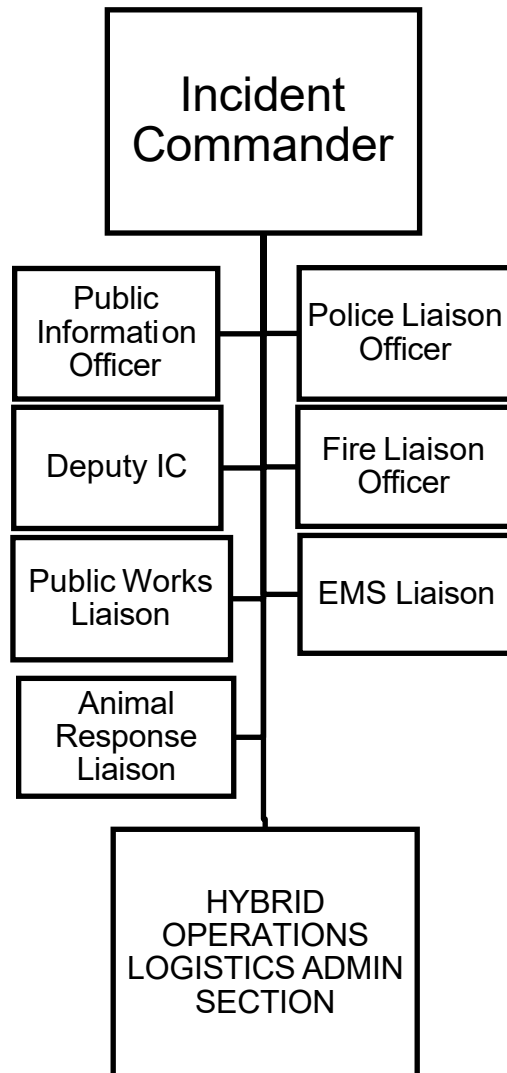 Incident
Commander
Public
Information
Officer
Police Liaison
Officer
Deputy IC
Fire Liaison
Officer
Public Works
Liaison
EMS Liaison
Animal
Response
Liaison
HYBRID
OPERATIONS
LOGISTICS ADMIN
SECTION